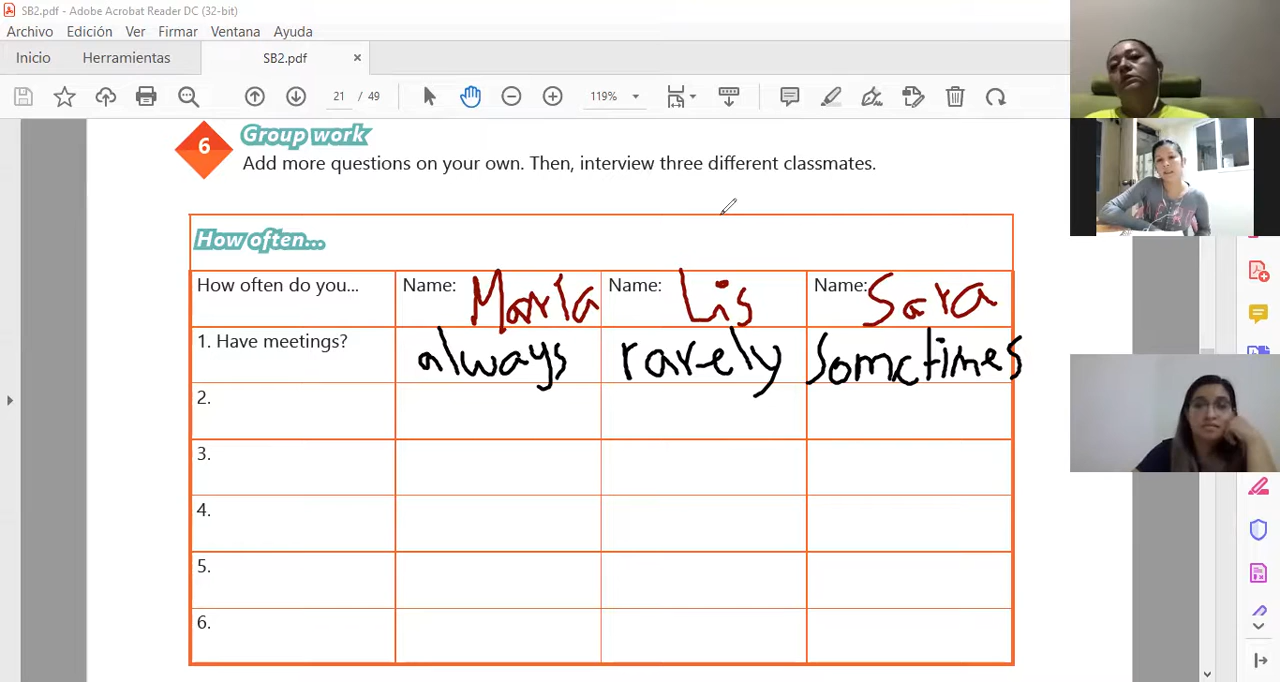 SB2.pdf - Adobe Acrobat Reader DC (32-bit)
Archivo Edición Ver Firmar Ventana Ayuda
Inicio Herramientas SB2.pdf ×
21 / 49 119%
6 Group work
Add more questions on your own. Then, interview three different classmates.
How often...
How often do you... Name: Maria Name: Lis Name: Sara
1. Have meetings? always rarely sometimes
2.
3.
4.
5.
6.